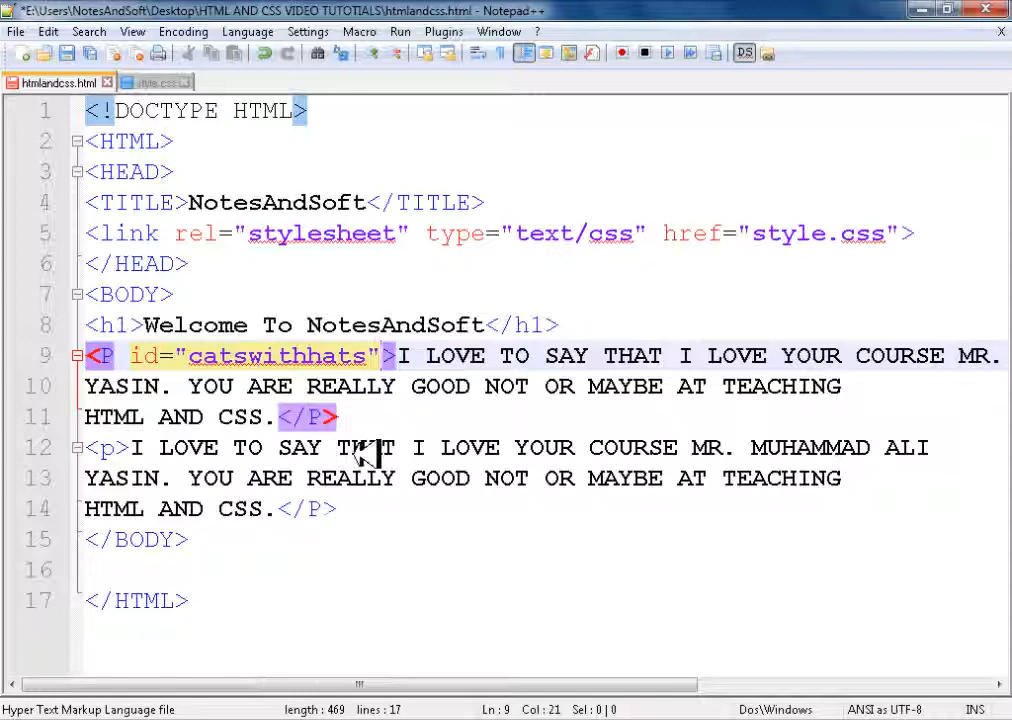 *E:\Users\NotesAndSoft\Desktop\HTML AND CSS VIDEO TUTOTIALS\htmlandcss.html - Notepad++
File Edit Search View Encoding Language Settings Macro Run Plugins Window ? X
htmlandcss.html style.css
1 <!DOCTYPE HTML>
2 <HTML>
3 <HEAD>
4 <TITLE>NotesAndSoft</TITLE>
5 <link rel="stylesheet" type="text/css" href="style.css">
6 </HEAD>
7 <BODY>
8 <h1>Welcome To NotesAndSoft</h1>
9 <P id="catswithhats">I LOVE TO SAY THAT I LOVE YOUR COURSE MR.
10 YASIN. YOU ARE REALLY GOOD NOT OR MAYBE AT TEACHING
11 HTML AND CSS.</P>
12 <p>I LOVE TO SAY THAT I LOVE YOUR COURSE MR. MUHAMMAD ALI
13 YASIN. YOU ARE REALLY GOOD NOT OR MAYBE AT TEACHING
14 HTML AND CSS.</P>
15 </BODY>
16
17 </HTML>
Hyper Text Markup Language file length : 469 lines : 17 Ln : 9 Col : 21 Sel : 0 | 0 Dos\Windows ANSI as UTF-8 INS